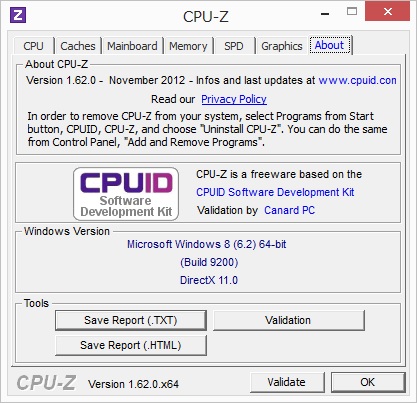 CPU-Z
CPU Caches Mainboard Memory SPD Graphics About
About CPU-Z
Version 1.62.0 - November 2012 - Infos and last updates at www.cpuid.com
Read our Privacy Policy
In order to remove CPU-Z from your system, select Programs from Start
button, CPUID, CPU-Z, and choose "Uninstall CPU-Z". You can do the same
from Control Panel, "Add and Remove Programs".
CPUID
Software
Development Kit
CPU-Z is a freeware based on the
CPUID Software Development Kit
Validation by Canard PC
Windows Version
Microsoft Windows 8 (6.2) 64-bit
(Build 9200)
DirectX 11.0
Tools
Save Report (.TXT) Validation
Save Report (.HTML)
CPU-Z Version 1.62.0.x64 Validate OK